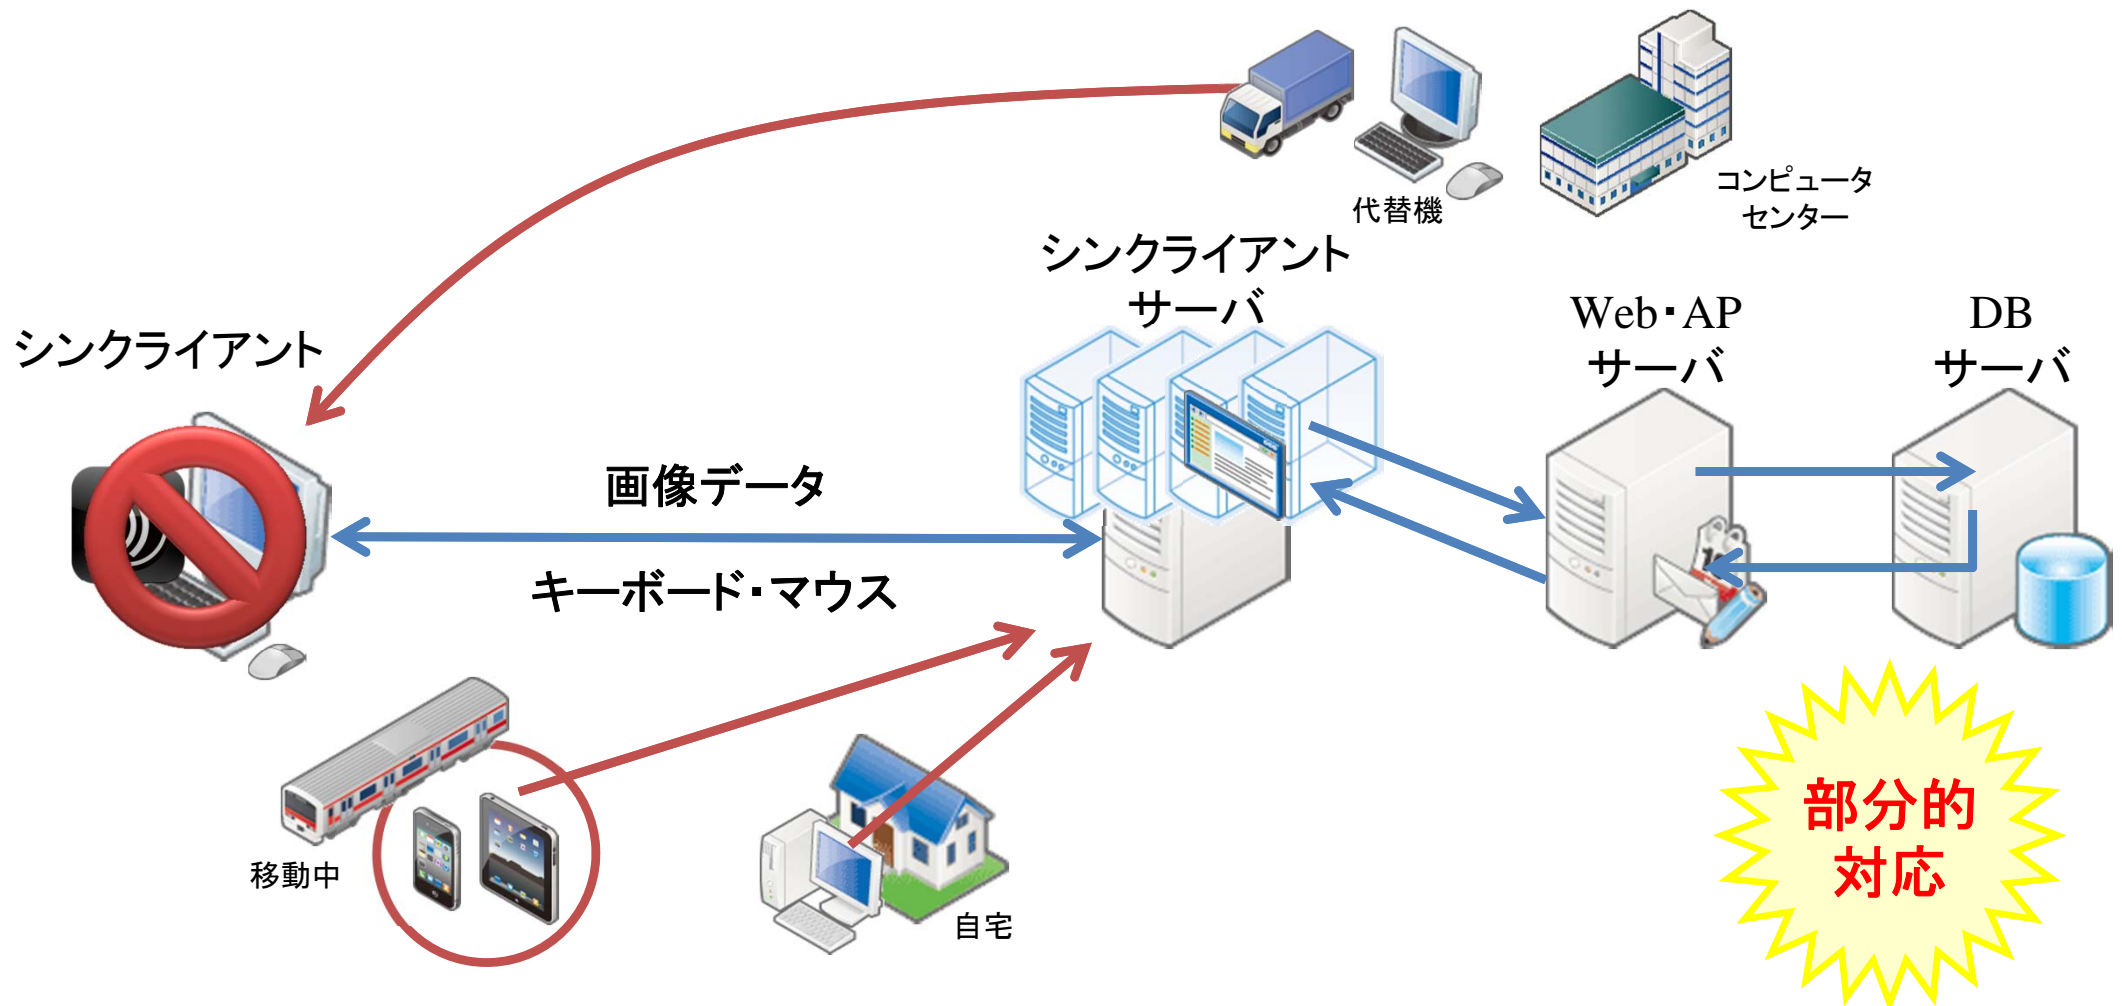 代替機
コンピュータ
センター
シンクライアント
サーバ
Web・AP
サーバ
DB
サーバ
シンクライアント
画像データ
キーボード・マウス
移動中
自宅
部分的
対応